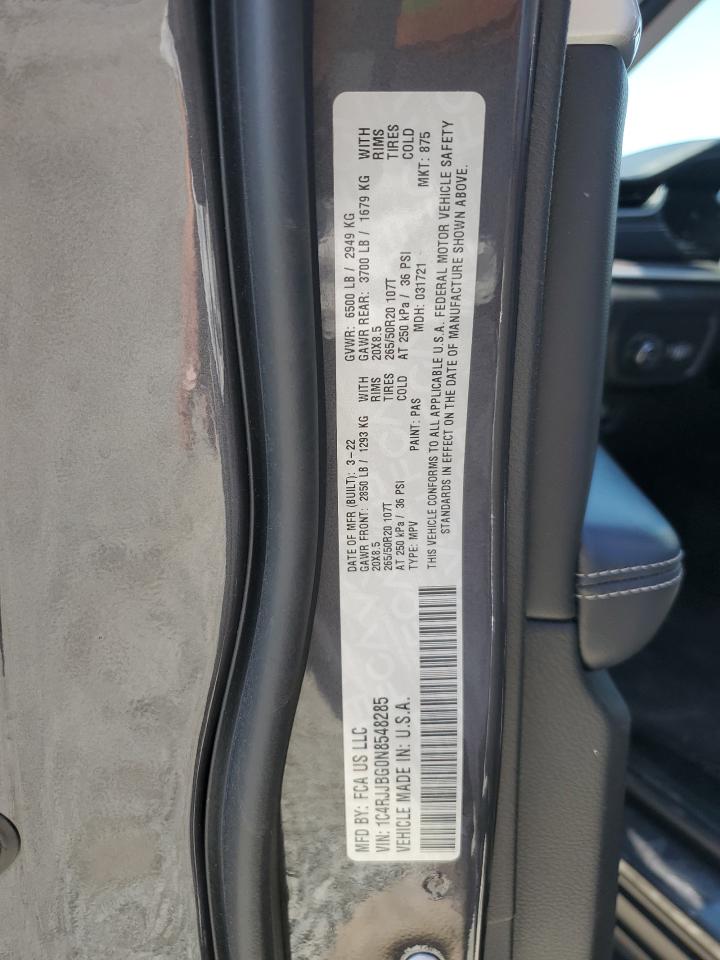 MFD BY: FCA US LLC
VIN: 1C4RJJBG0N8548285
VEHICLE MADE IN: U.S.A.
DATE OF MFR (BUILT): 3-22
GAWR FRONT: 2850 LB / 1293 KG WITH
20X8.5 RIMS
265/50R20 107T TIRES
AT 250 kPa / 36 PSI COLD
TYPE: MPV PAINT: PAS
GVWR: 6500 LB / 2949 KG
GAWR REAR: 3700 LB / 1679 KG WITH
20X8.5 RIMS
265/50R20 107T TIRES
AT 250 kPa / 36 PSI COLD
MDH: 031721 MKT: 875
THIS VEHICLE CONFORMS TO ALL APPLICABLE U.S.A. FEDERAL MOTOR VEHICLE SAFETY
STANDARDS IN EFFECT ON THE DATE OF MANUFACTURE SHOWN ABOVE.